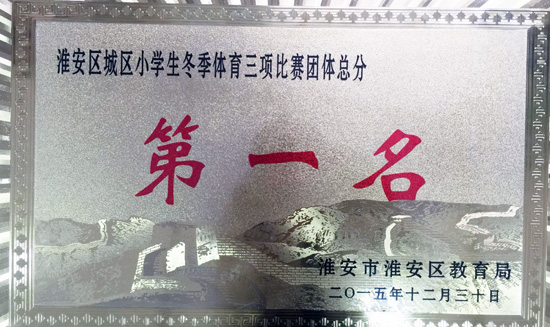 淮安区城区小学生冬季体育三项比赛团体总分
第一名
淮安市淮安区教育局
二〇一五年十二月三十日